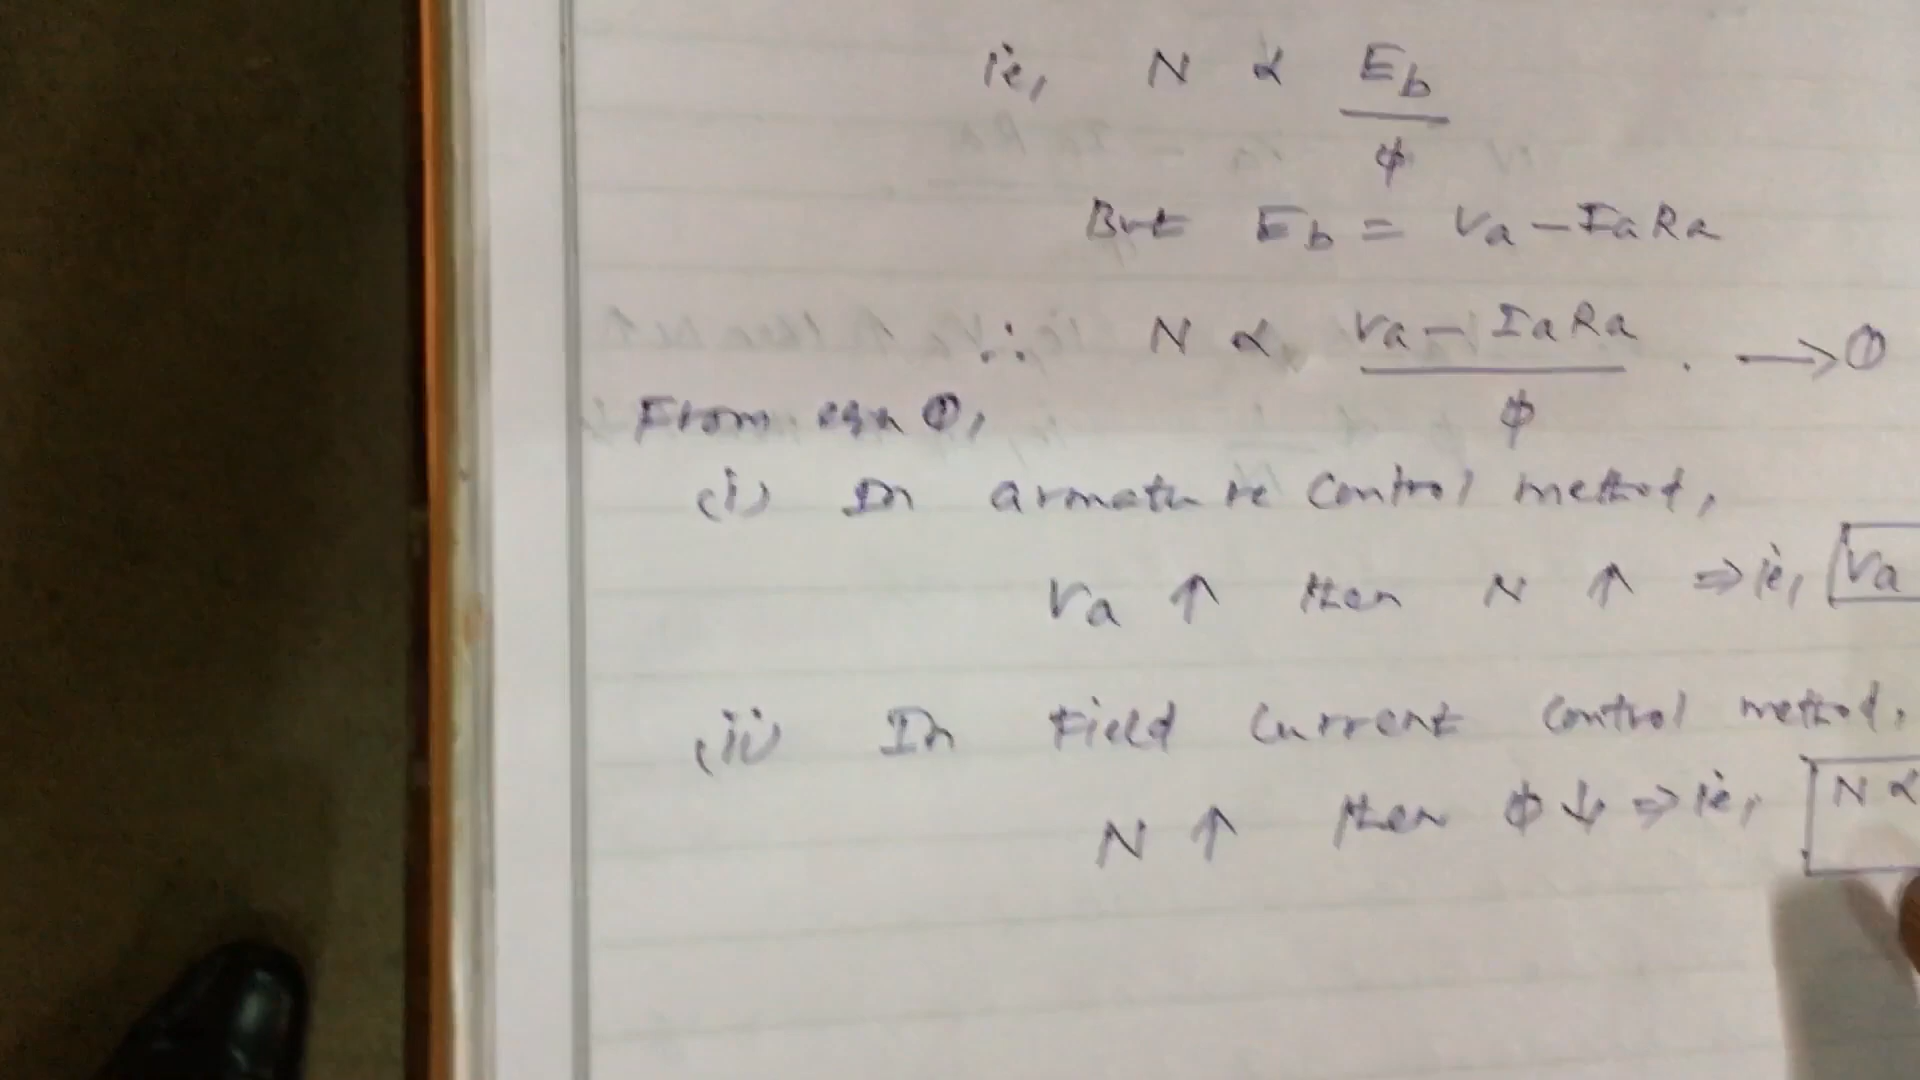 ie, N α Eb
ϕ
But Eb = Va - IaRa
∴ N α Va - IaRa . → ①
ϕ
From eqn ①,
(i) In armature control method,
Va ↑ then N ↑ ⇒ ie, Va
(ii) In Field current control method,
N ↑ then ϕ ↓ ⇒ ie, N α